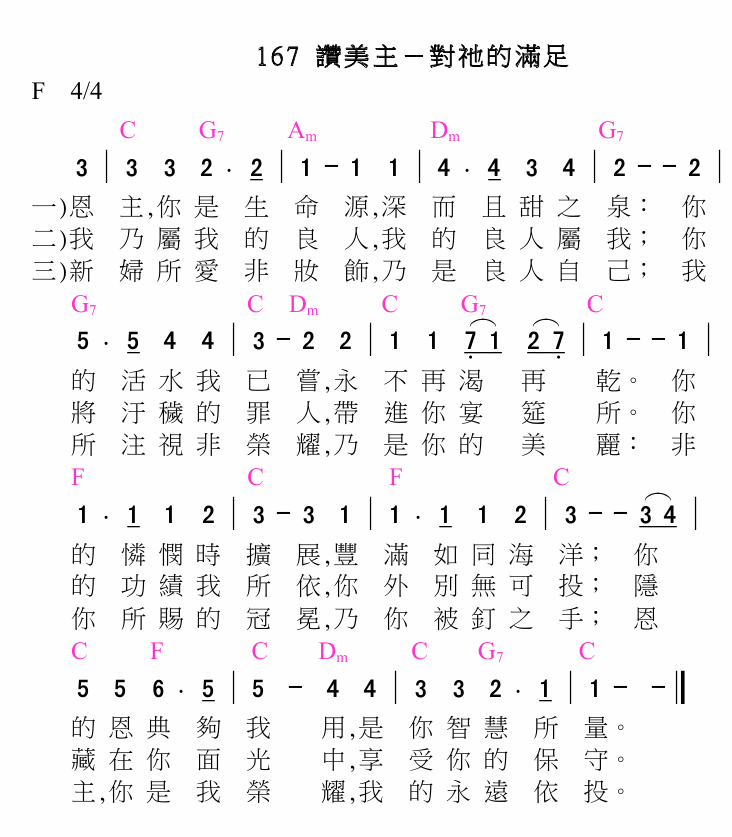 167 讚美主－對祂的滿足
F 4/4
C G7 Am Dm G7
3 | 3 3 2 . 2 | 1 - 1 1 | 4 . 4 3 4 | 2 - - 2 |
一)恩 主,你 是 生 命 源,深 而 且 甜 之 泉： 你
二)我 乃 屬 我 的 良 人,我 的 良 人 屬 我； 你
三)新 婦 所 愛 非 妝 飾,乃 是 良 人 自 己； 我
G7 C Dm C G7 C
5 . 5 4 4 | 3 - 2 2 | 1 1 7 1 2 7 | 1 - - 1 |
的 活 水 我 已 嘗,永 不 再 渴 再 乾。 你
將 汙 穢 的 罪 人,帶 進 你 宴 筵 所。 你
所 注 視 非 榮 耀,乃 是 你 的 美 麗： 非
F C F C
1 . 1 1 2 | 3 - 3 1 | 1 . 1 1 2 | 3 - - 3 4 |
的 憐 憫 時 擴 展,豐 滿 如 同 海 洋； 你
的 功 績 我 所 依,你 外 別 無 可 投； 隱
你 所 賜 的 冠 冕,乃 你 被 釘 之 手； 恩
C F C Dm C G7 C
5 5 6 . 5 | 5 - 4 4 | 3 3 2 . 1 | 1 - - ||
的 恩 典 夠 我 用,是 你 智 慧 所 量。
藏 在 你 面 光 中,享 受 你 的 保 守。
主,你 是 我 榮 耀,我 的 永 遠 依 投。